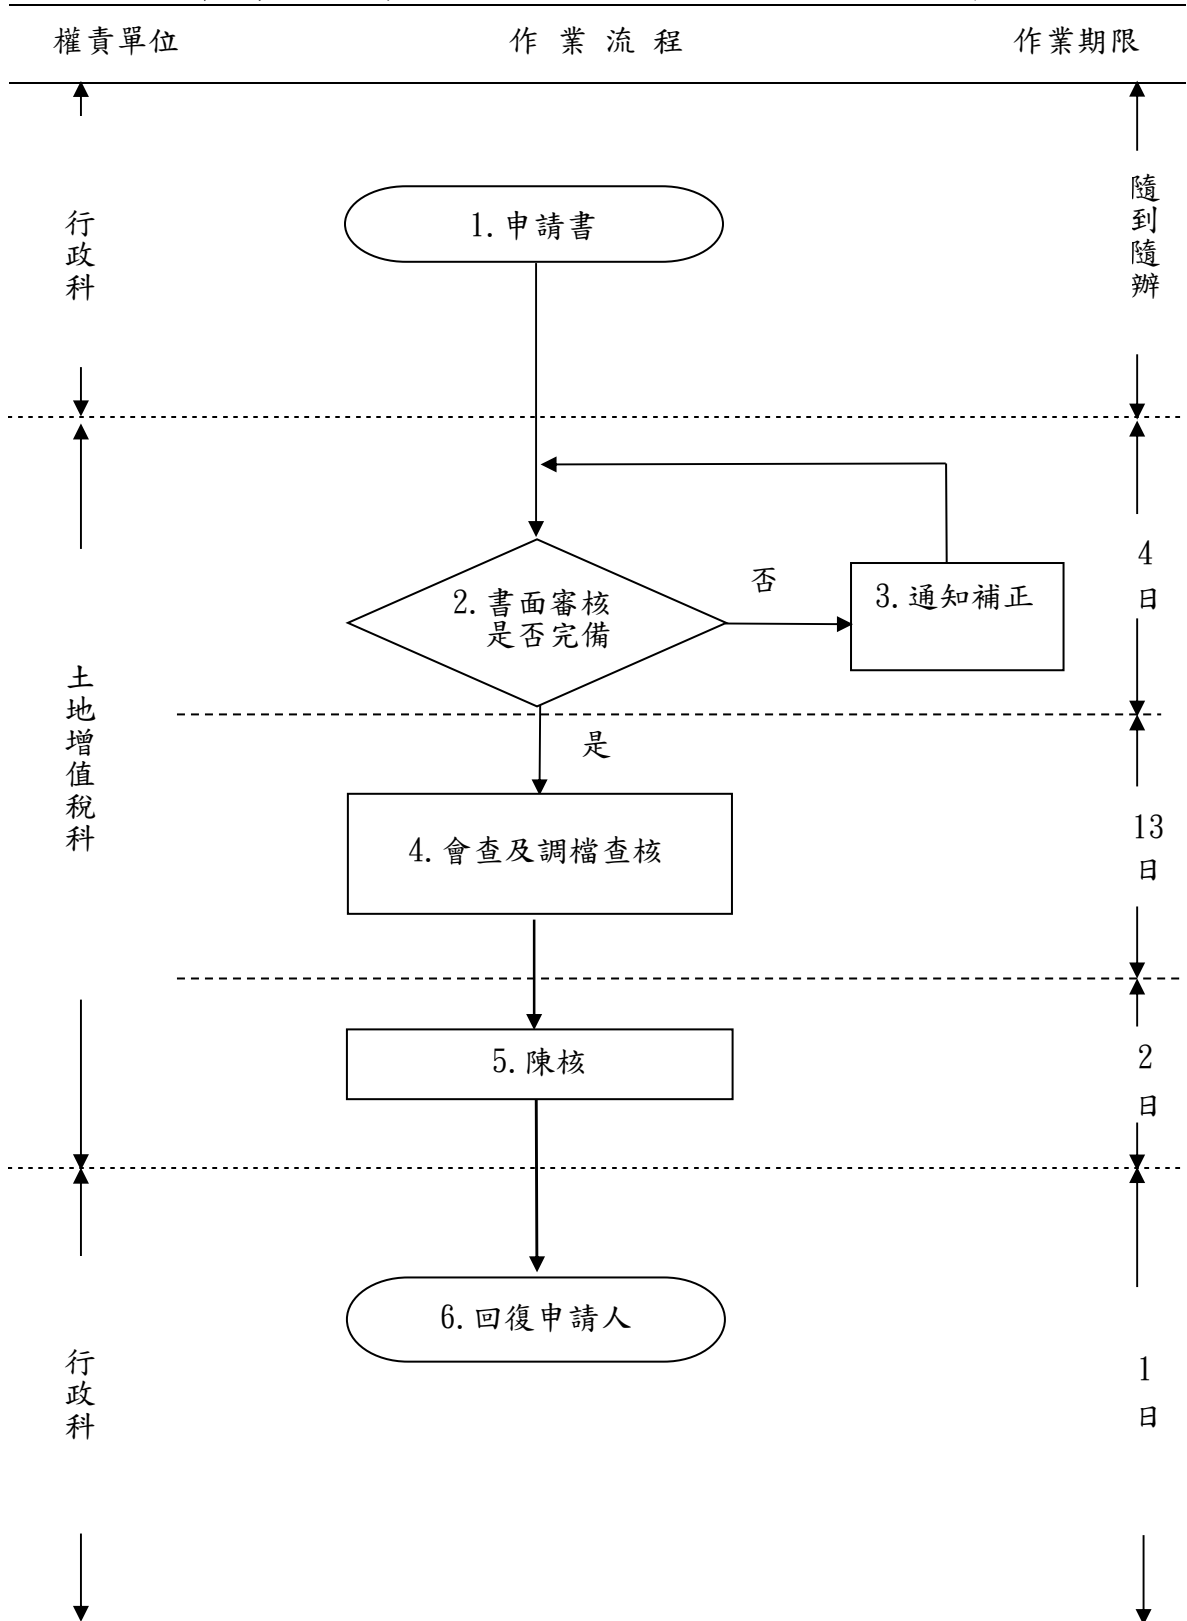 權責單位 作業流程 作業期限
行政科
1.申請書
隨到隨辦
土地增值稅科
2.書面審核
是否完備
否
3.通知補正
4
日
是
4.會查及調檔查核
13
日
5.陳核
2
日
行政科
6.回復申請人
1
日